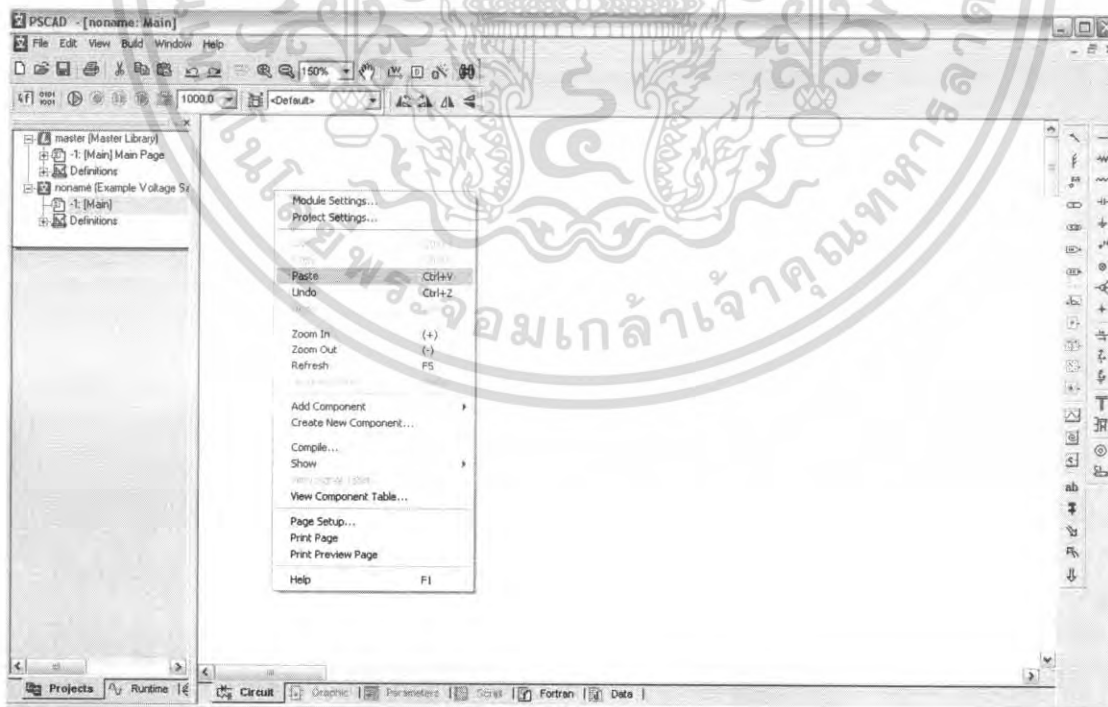 PSCAD - [noname: Main]
File Edit View Build Window Help
150%
1000.0 <Default>
master (Master Library)
-1: [Main] Main Page
Definitions
noname (Example Voltage Sa
-1: [Main]
Definitions
Module Settings...
Project Settings...
Paste Ctrl+V
Undo Ctrl+Z
Zoom In (+)
Zoom Out (-)
Refresh F5
Add Component
Create New Component...
Compile...
Show
View Component Table...
Page Setup...
Print Page
Print Preview Page
Help F1
ab
Projects Runtime
Circuit Graphic Parameters Script Fortran Data